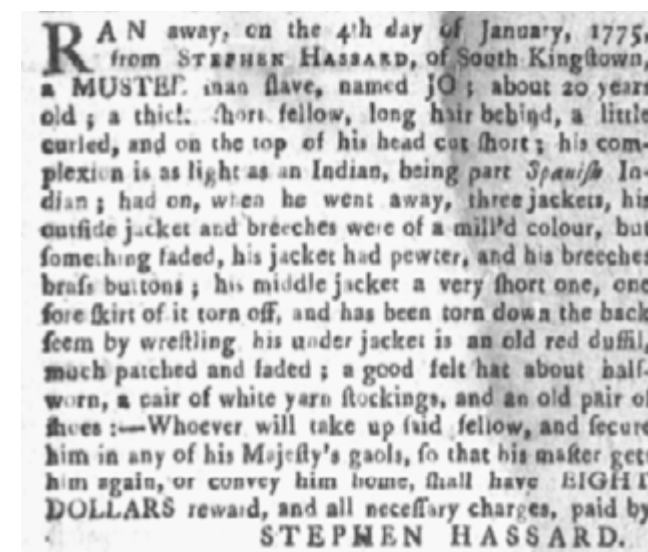 RAN away, on the 4th day of January, 1775,
from STEPHEN HASSARD, of South Kingſtown,
a MUSTEE man ſlave, named JO ; about 20 years
old ; a thick ſhort fellow, long hair behind, a little
curled, and on the top of his head cut ſhort ; his com-
plexion is as light as an Indian, being part Spaniſh In-
dian ; had on, when he went away, three jackets, his
outſide jacket and breeches were of a mill'd colour, but
ſomething faded, his jacket had pewter, and his breeches
braſs buttons ; his middle jacket a very ſhort one, one
fore ſkirt of it torn off, and has been torn down the back
ſeem by wreſtling his under jacket is an old red duffil,
much patched and faded ; a good felt hat about half-
worn, a pair of white yarn ſtockings, and an old pair of
ſhoes :—Whoever will take up ſaid fellow, and ſecure
him in any of his Majeſty's gaols, ſo that his maſter gets
him again, or convey him home, ſhall have EIGHT
DOLLARS reward, and all neceſſary charges, paid by
STEPHEN HASSARD.